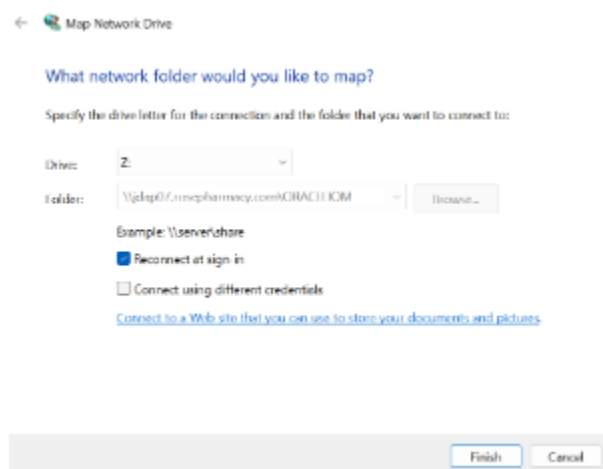 Map Network Drive
What network folder would you like to map?
Specify the drive letter for the connection and the folder that you want to connect to:
Drive: Z:
Folder: Browse...
Example: \\server\share
Reconnect at sign-in
Connect using different credentials
Connect to a Web site that you can use to store your documents and pictures.
Finish Cancel